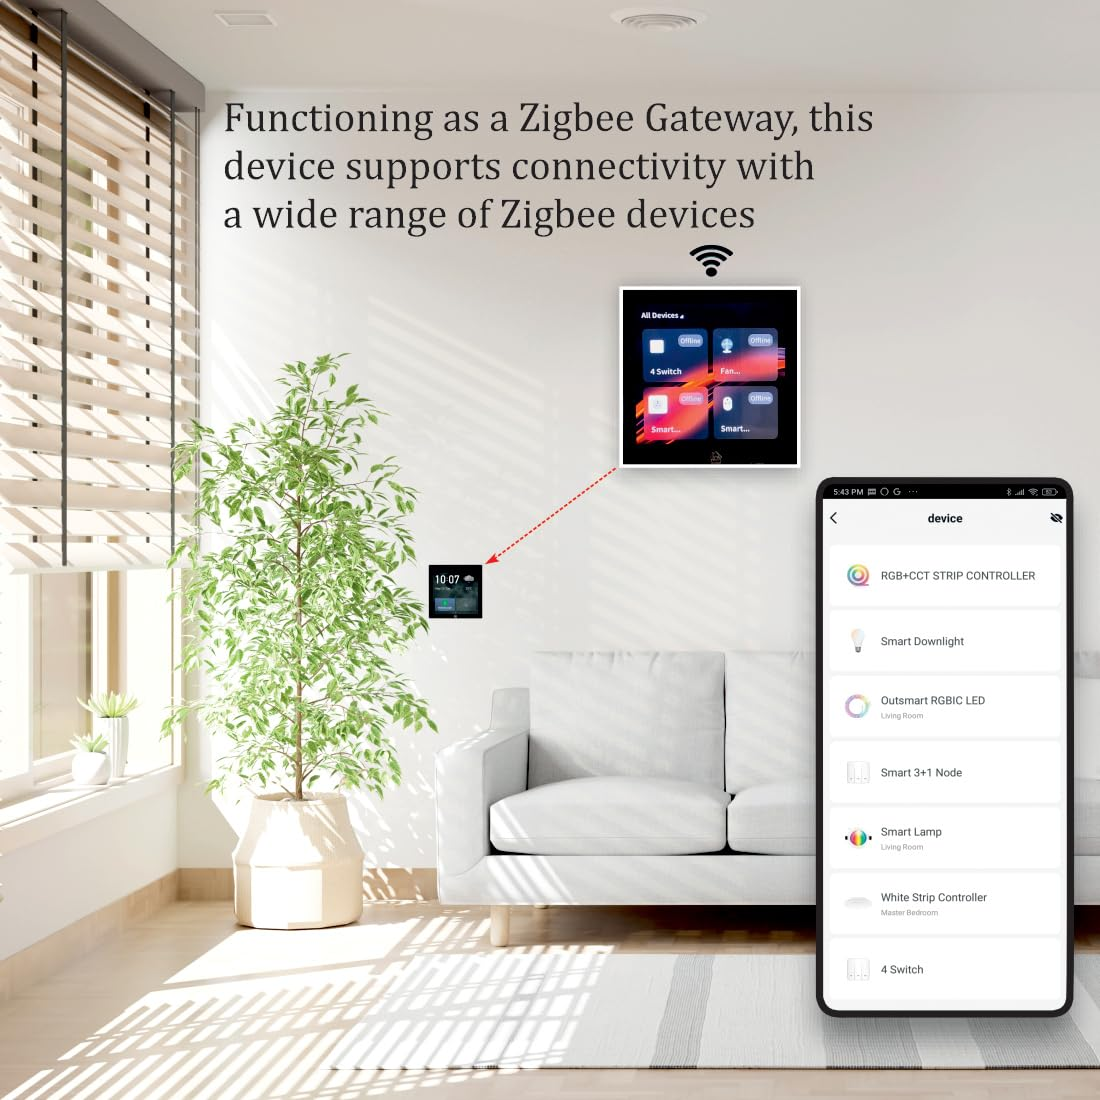 Functioning as a Zigbee Gateway, this
device supports connectivity with
a wide range of Zigbee devices
All Devices
Offline
4 Switch
Offline
Fan...
Offline
Smart...
Offline
Smart...
10:07
5:43 PM
device
RGB+CCT STRIP CONTROLLER
Smart Downlight
Outsmart RGBIC LED
Living Room
Smart 3+1 Node
Smart Lamp
Living Room
White Strip Controller
Master Bedroom
4 Switch